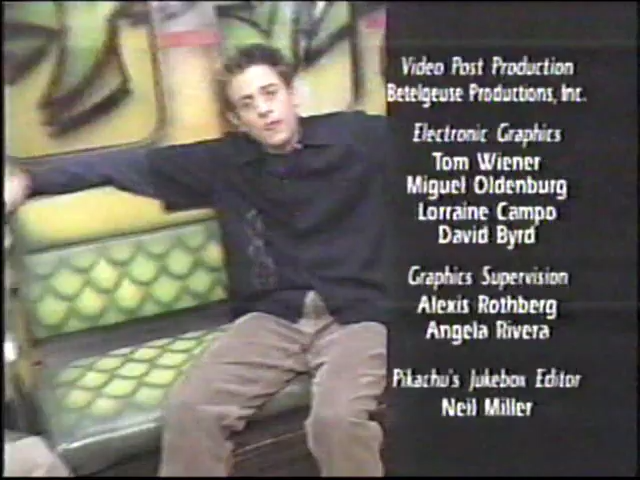 Video Post Production
Betelgeuse Productions, Inc.
Electronic Graphics
Tom Wiener
Miguel Oldenburg
Lorraine Campo
David Byrd
Graphics Supervision
Alexis Rothberg
Angela Rivera
Pikachu's Jukebox Editor
Neil Miller